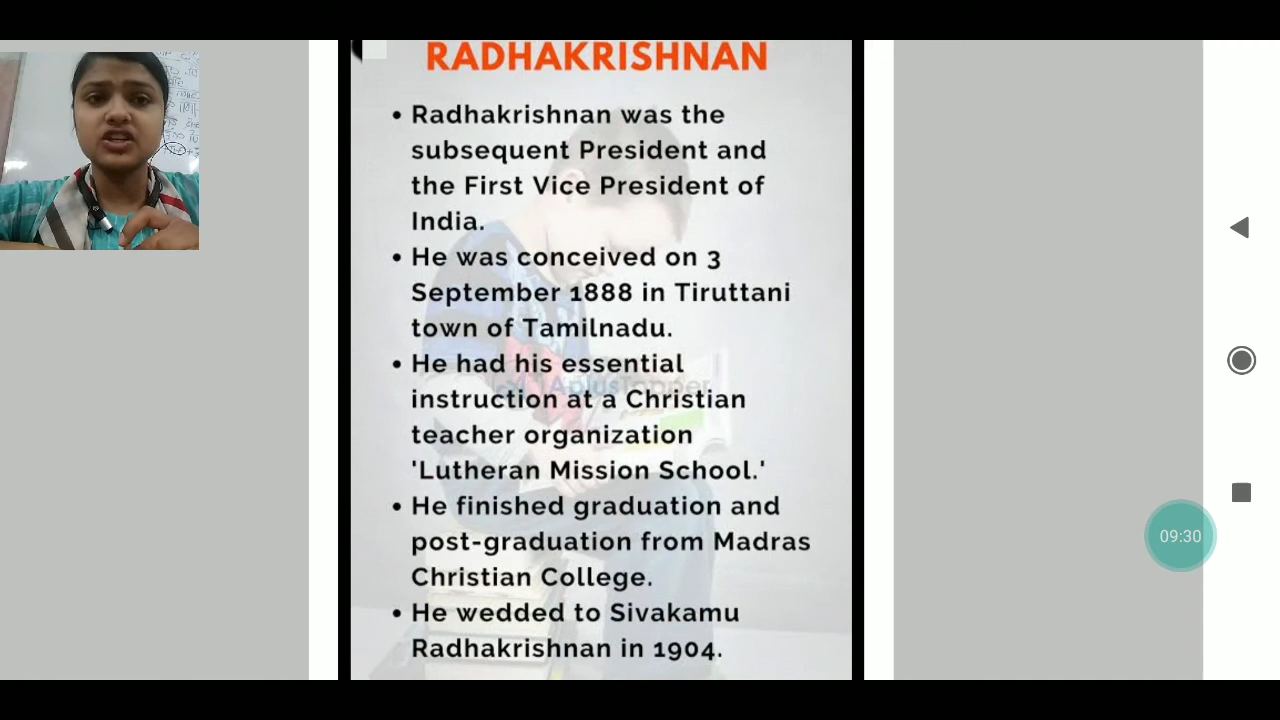 RADHAKRISHNAN
• Radhakrishnan was the
subsequent President and
the First Vice President of
India.
• He was conceived on 3
September 1888 in Tiruttani
town of Tamilnadu.
• He had his essential
instruction at a Christian
teacher organization
'Lutheran Mission School.'
• He finished graduation and
post-graduation from Madras
Christian College.
• He wedded to Sivakamu
Radhakrishnan in 1904.
AplusTopper
09:30